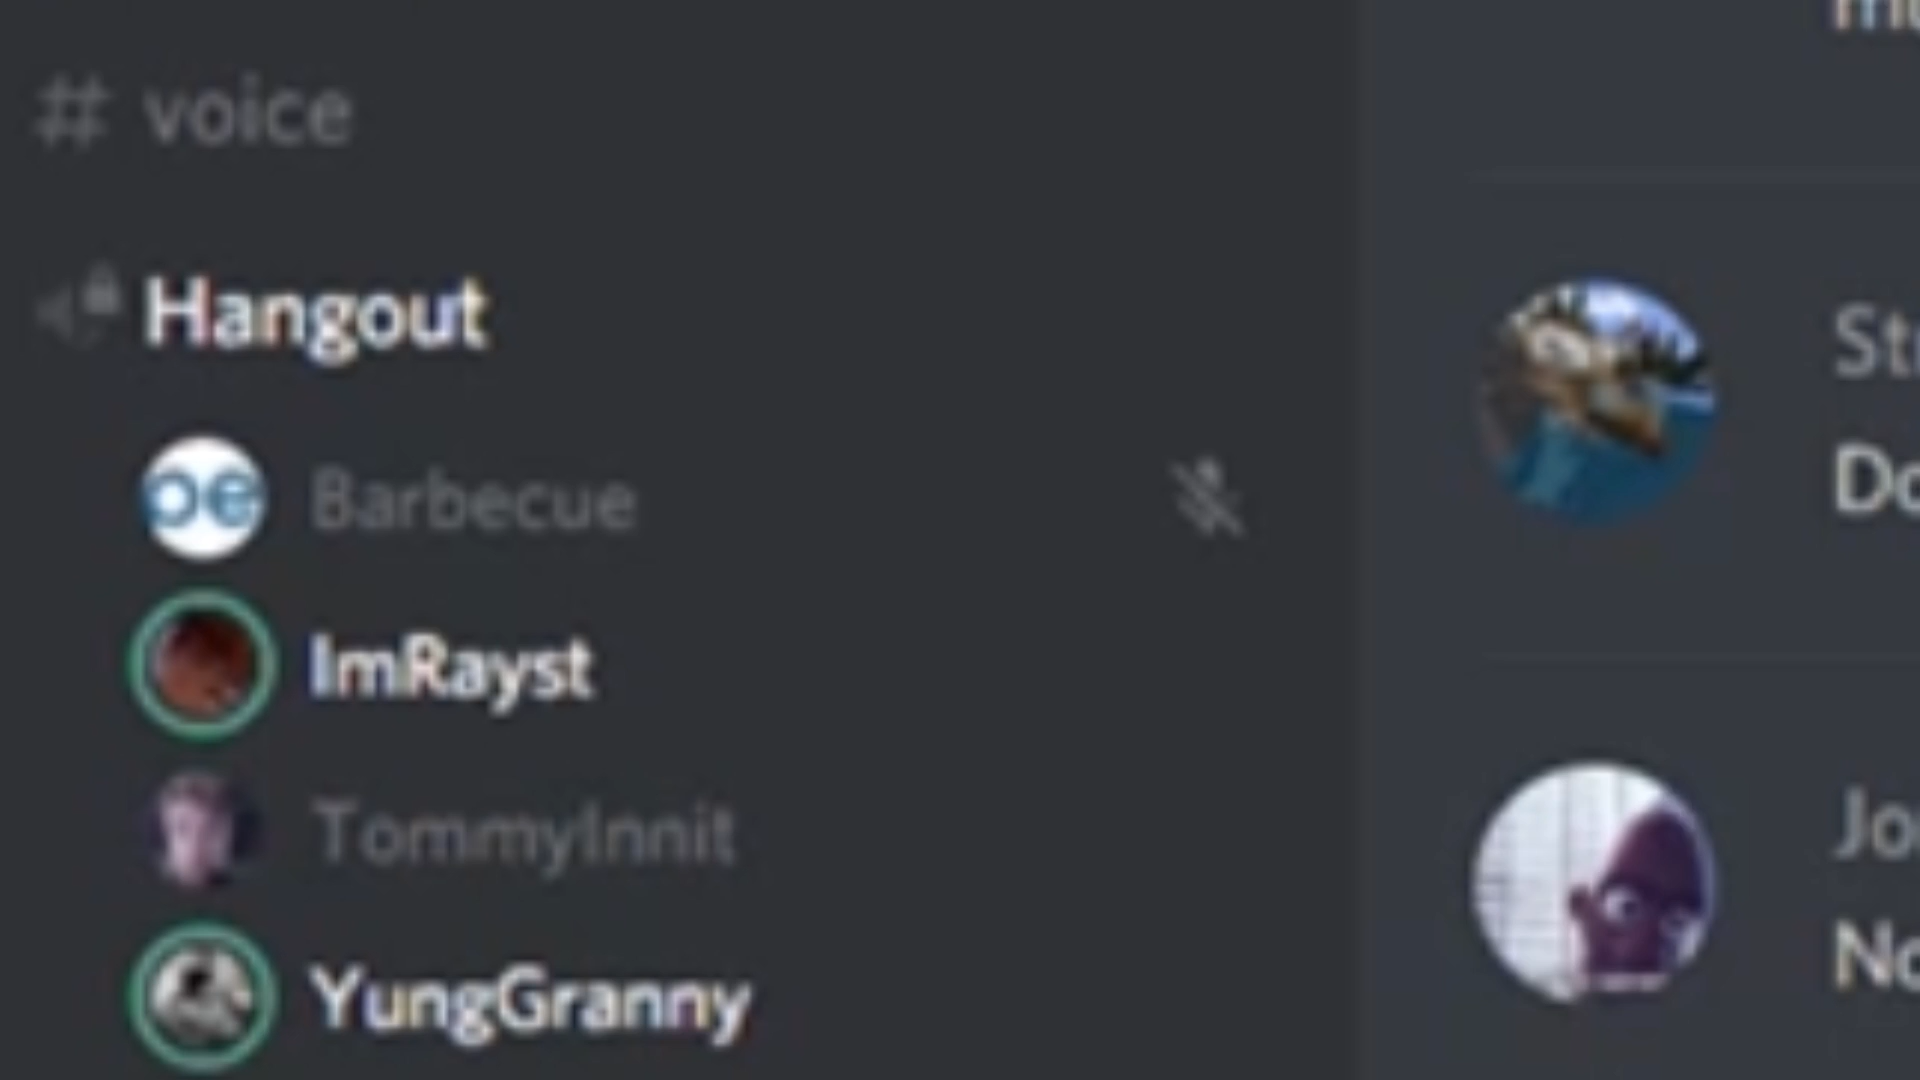 # voice
Hangout
Barbecue
ImRayst
TommyInnit
YungGranny